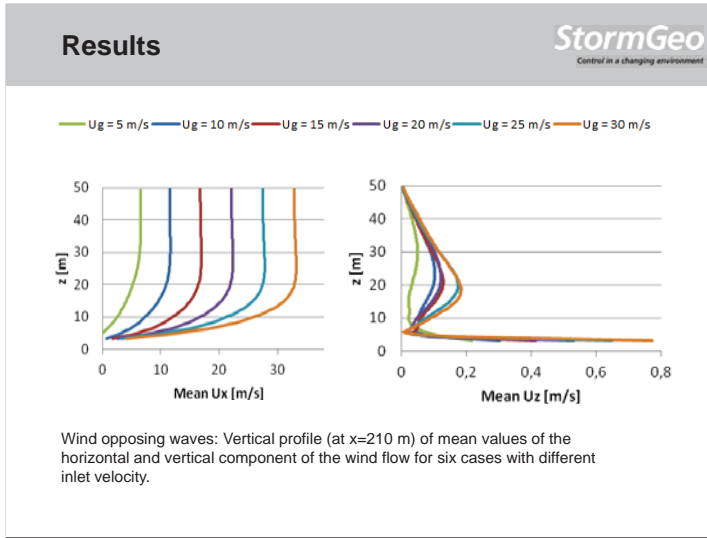 Results
StormGeo
Control in a changing environment
Ug = 5 m/s Ug = 10 m/s Ug = 15 m/s Ug = 20 m/s Ug = 25 m/s Ug = 30 m/s
50
40
30
20
10
0
z [m]
0 10 20 30
Mean Ux [m/s]
50
40
30
20
10
0
z [m]
0 0,2 0,4 0,6 0,8
Mean Uz [m/s]
Wind opposing waves: Vertical profile (at x=210 m) of mean values of the
horizontal and vertical component of the wind flow for six cases with different
inlet velocity.